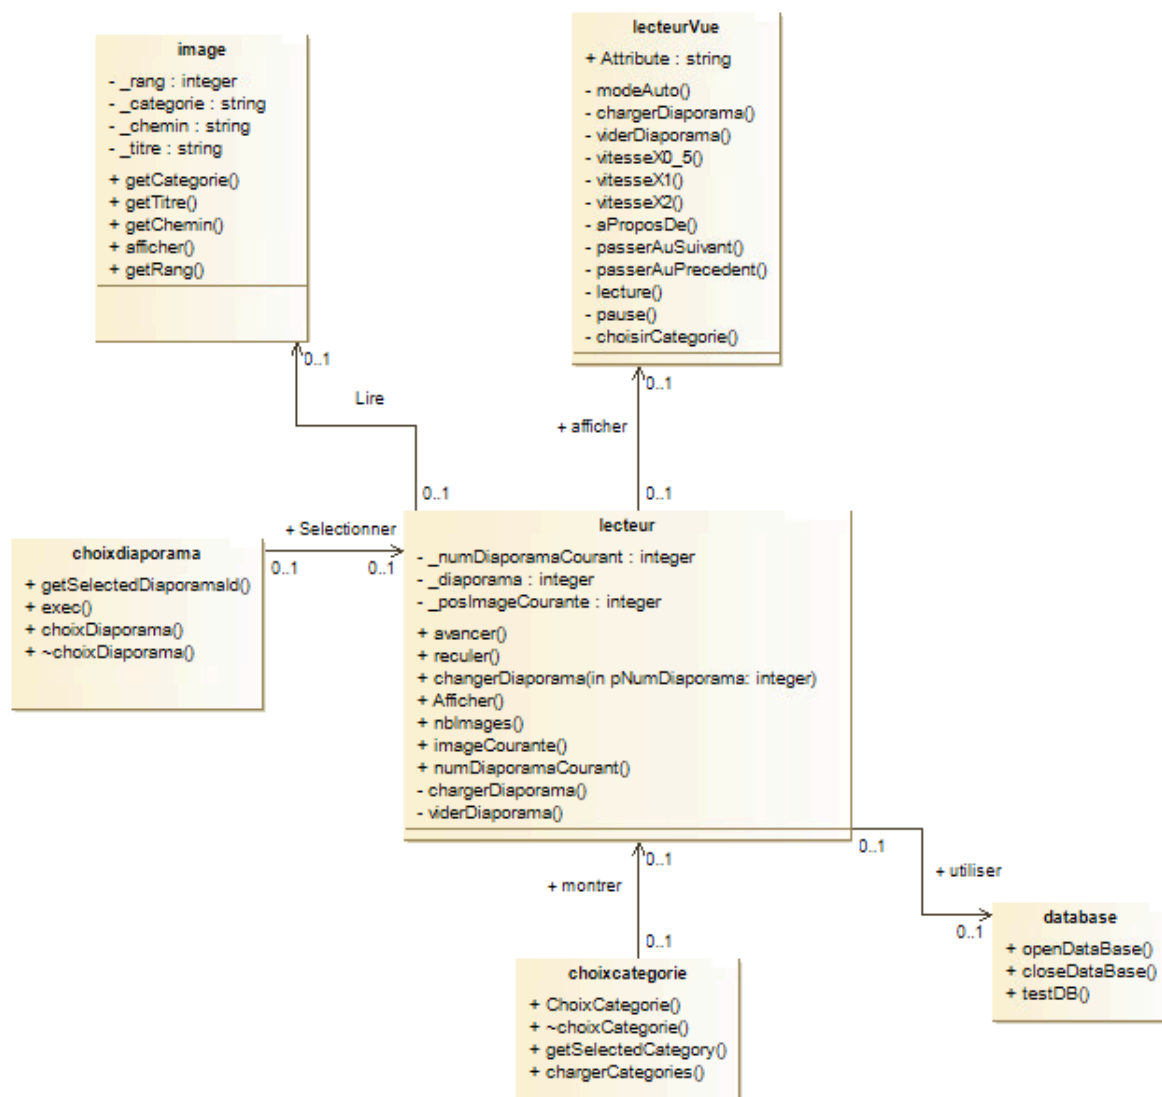 image
- _rang : integer
- _categorie : string
- _chemin : string
- _titre : string
+ getCategorie()
+ getTitre()
+ getChemin()
+ afficher()
+ getRang()
lecteurVue
+ Attribute : string
- modeAuto()
- chargerDiaporama()
- viderDiaporama()
- vitesseX0_5()
- vitesseX1()
- vitesseX2()
- aProposDe()
- passerAuSuivant()
- passerAuPrecedent()
- lecture()
- pause()
- choisirCategorie()
0..1
Lire
0..1
0..1
+ afficher
0..1
+ Selectionner
0..1
0..1
choixdiaporama
+ getSelectedDiaporamaId()
+ exec()
+ choixDiaporama()
+ ~choixDiaporama()
lecteur
- _numDiaporamaCourant : integer
- _diaporama : integer
- _posImageCourante : integer
+ avancer()
+ reculer()
+ changerDiaporama(in pNumDiaporama: integer)
+ Afficher()
+ nbImages()
+ imageCourante()
+ numDiaporamaCourant()
- chargerDiaporama()
- viderDiaporama()
0..1
+ montrer
0..1
0..1
+ utiliser
0..1
choixcategorie
+ ChoixCategorie()
+ ~choixCategorie()
+ getSelectedCategory()
+ chargerCategories()
database
+ openDataBase()
+ closeDataBase()
+ testDB()